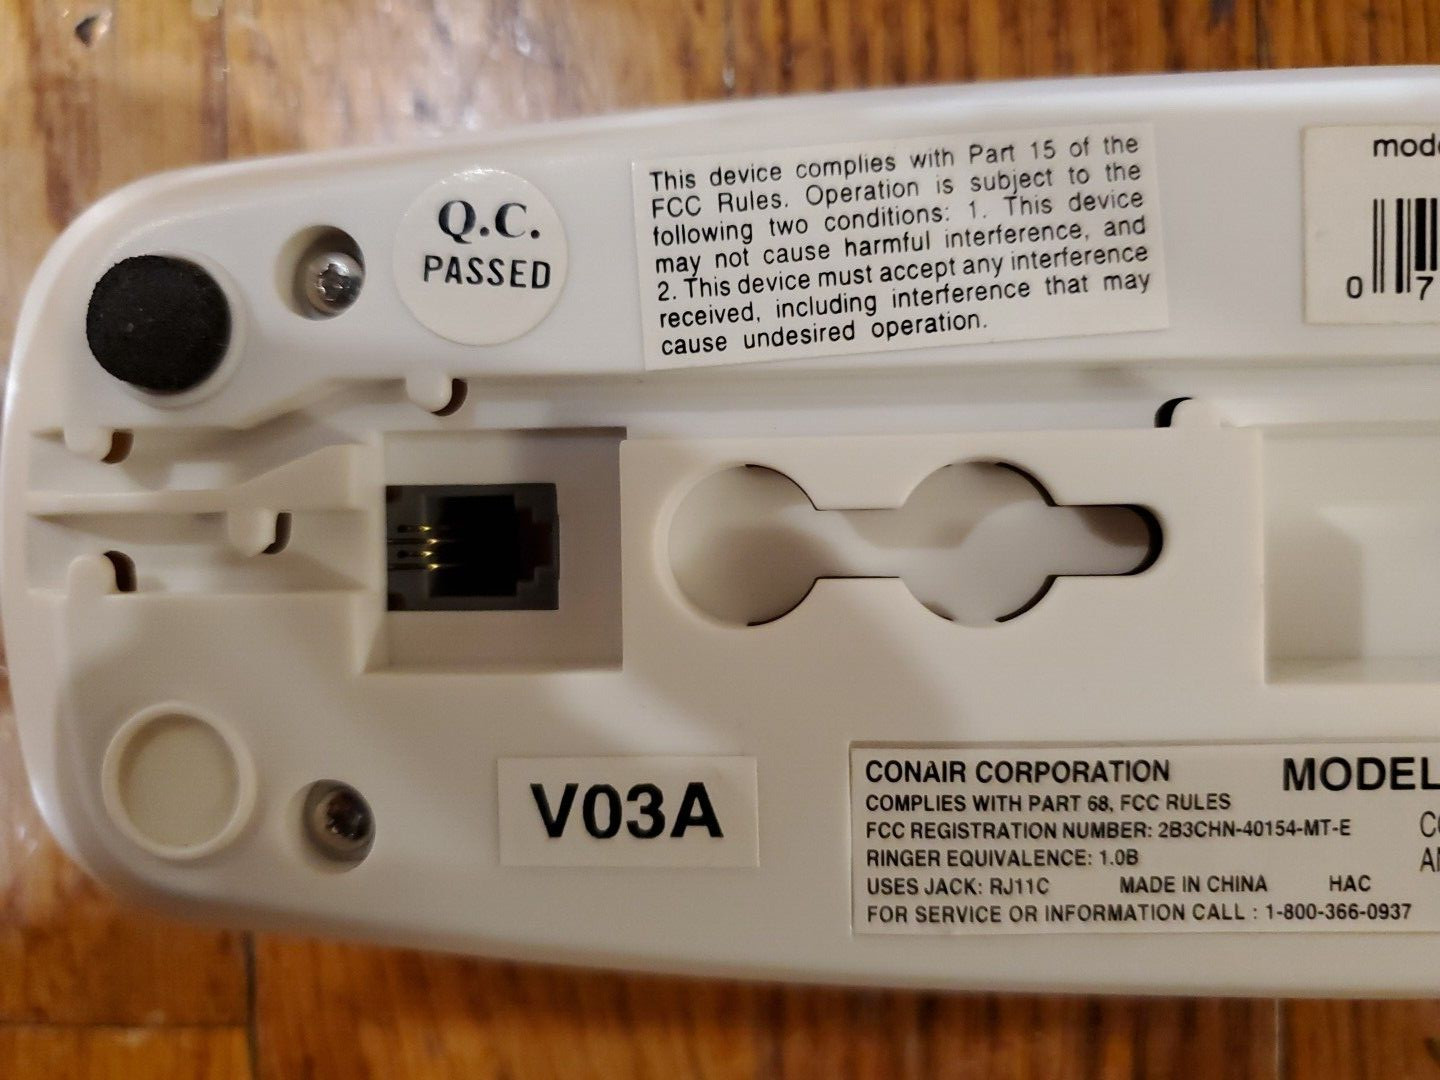 Q.C.
PASSED
This device complies with Part 15 of the
FCC Rules. Operation is subject to the
following two conditions: 1. This device
may not cause harmful interference, and
2. This device must accept any interference
received, including interference that may
cause undesired operation.
0 7
V03A
CONAIR CORPORATION
MODEL
COMPLIES WITH PART 68, FCC RULES
FCC REGISTRATION NUMBER: 2B3CHN-40154-MT-E
RINGER EQUIVALENCE: 1.0B
USES JACK: RJ11C MADE IN CHINA HAC
FOR SERVICE OR INFORMATION CALL : 1-800-366-0937